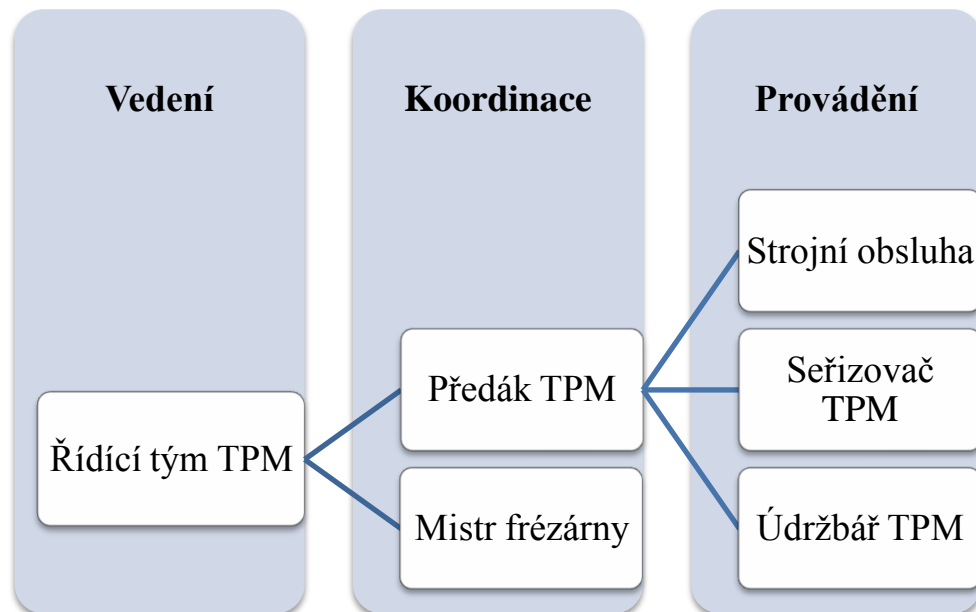 Vedení
Koordinace
Provádění
Řídící tým TPM
Předák TPM
Mistr frézárny
Strojní obsluha
Seřizovač
TPM
Údržbář TPM